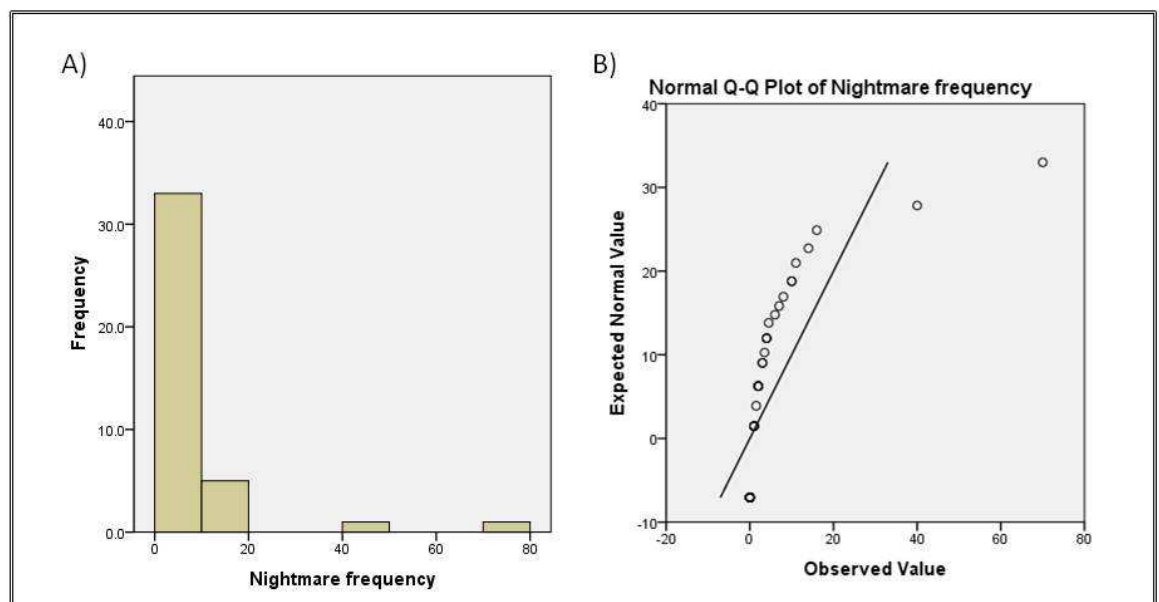 A)
40.0
30.0
20.0
10.0
0.0
Frequency
0 20 40 60 80
Nightmare frequency
B)
Normal Q-Q Plot of Nightmare frequency
40
30
20
10
0
-10
Expected Normal Value
-20 0 20 40 60 80
Observed Value